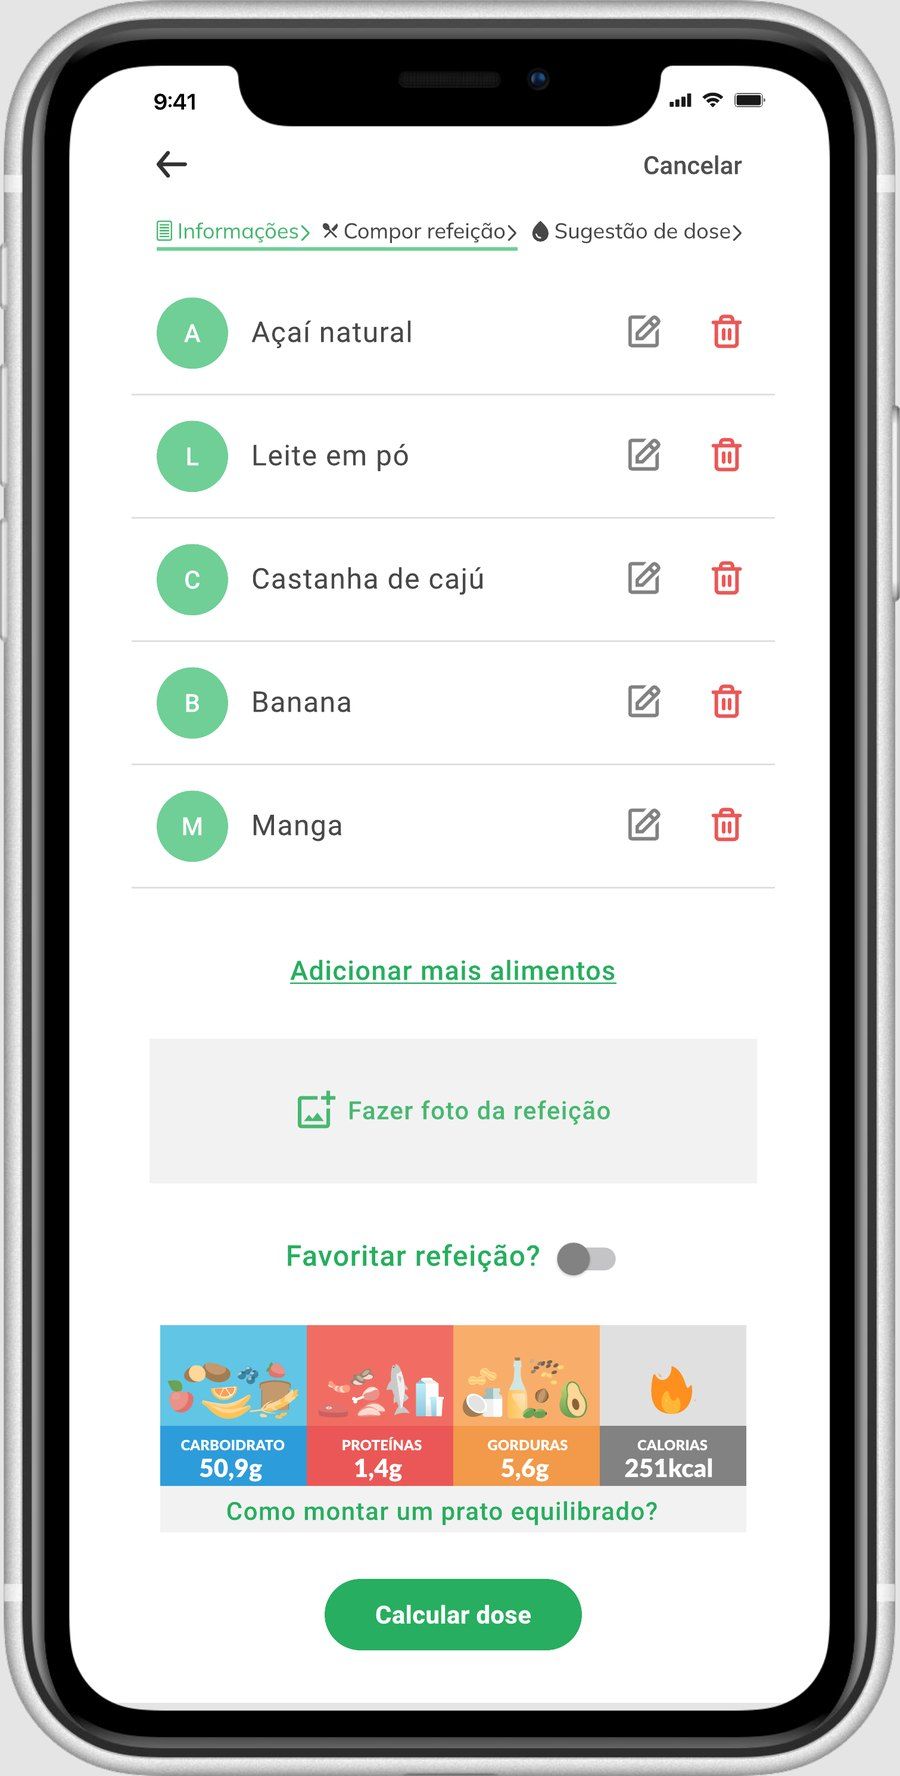 9:41
Cancelar
Informações Compor refeição Sugestão de dose
A Açaí natural
L Leite em pó
C Castanha de cajú
B Banana
M Manga
Adicionar mais alimentos
Fazer foto da refeição
Favoritar refeição?
CARBOIDRATO PROTEÍNAS GORDURAS CALORIAS
50,9g 1,4g 5,6g 251kcal
Como montar um prato equilibrado?
Calcular dose